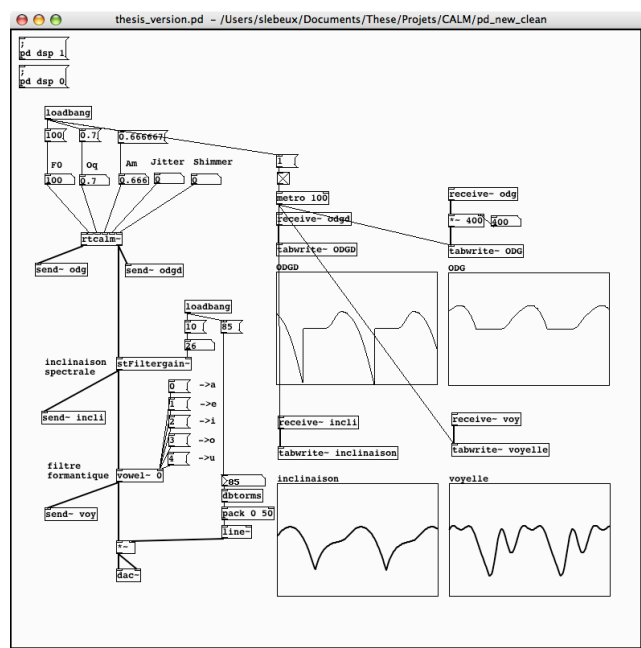 thesis_version.pd - /Users/slebeux/Documents/These/Projets/CALM/pd_new_clean
;
pd dsp 1
;
pd dsp 0
loadbang
100 0.7 0.666667
F0 Oq Am Jitter Shimmer
100 0.7 0.666 0 0
rtcalm~
send~ odg send~ odgd
1
metro 100
receive~ odgd
tabwrite~ ODGD
ODGD
receive~ odg
*~ 400 400
tabwrite~ ODG
ODG
loadbang
10 85
26
inclinaison
spectrale
stFiltergain~
send~ incli
0 ->a
1 ->e
2 ->i
3 ->o
4 ->u
filtre
formantique
vowel~ 0
send~ voy
85
dbtorms
pack 0 50
line~
*~
dac~
receive~ incli
tabwrite~ inclinaison
inclinaison
receive~ voy
tabwrite~ voyelle
voyelle